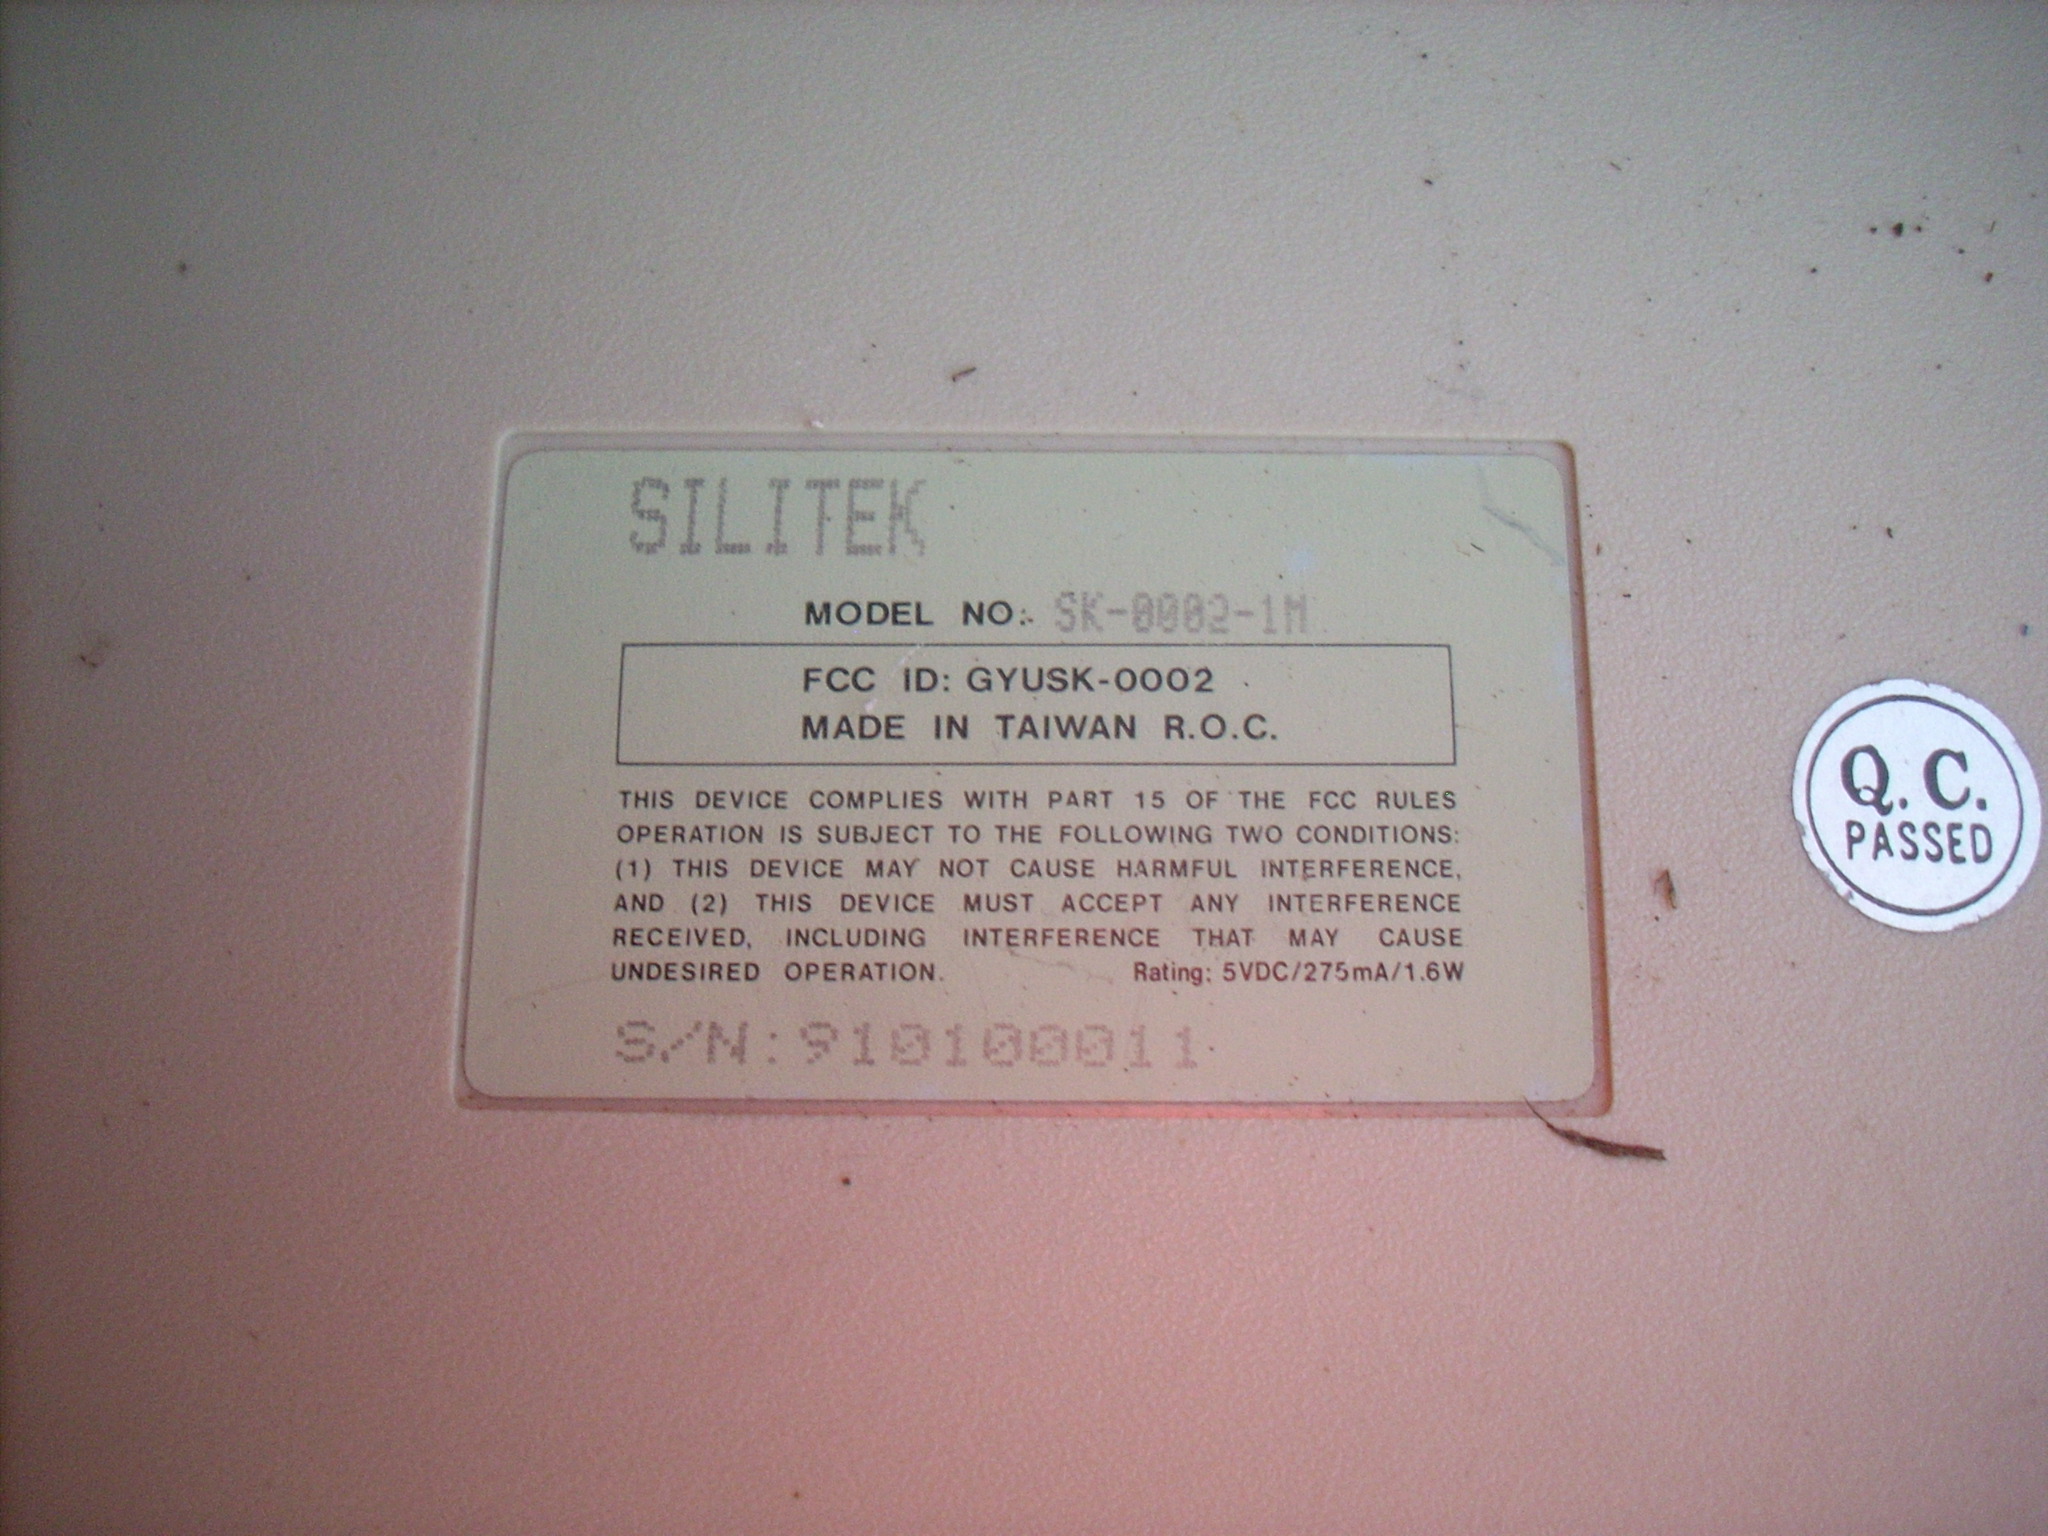 SILITEK
MODEL NO: SK-0002-1M
FCC ID: GYUSK-0002
MADE IN TAIWAN R.O.C.
THIS DEVICE COMPLIES WITH PART 15 OF THE FCC RULES
OPERATION IS SUBJECT TO THE FOLLOWING TWO CONDITIONS:
(1) THIS DEVICE MAY NOT CAUSE HARMFUL INTERFERENCE,
AND (2) THIS DEVICE MUST ACCEPT ANY INTERFERENCE
RECEIVED, INCLUDING INTERFERENCE THAT MAY CAUSE
UNDESIRED OPERATION. Rating: 5VDC/275mA/1.6W
S/N:910100011
Q. C.
PASSED